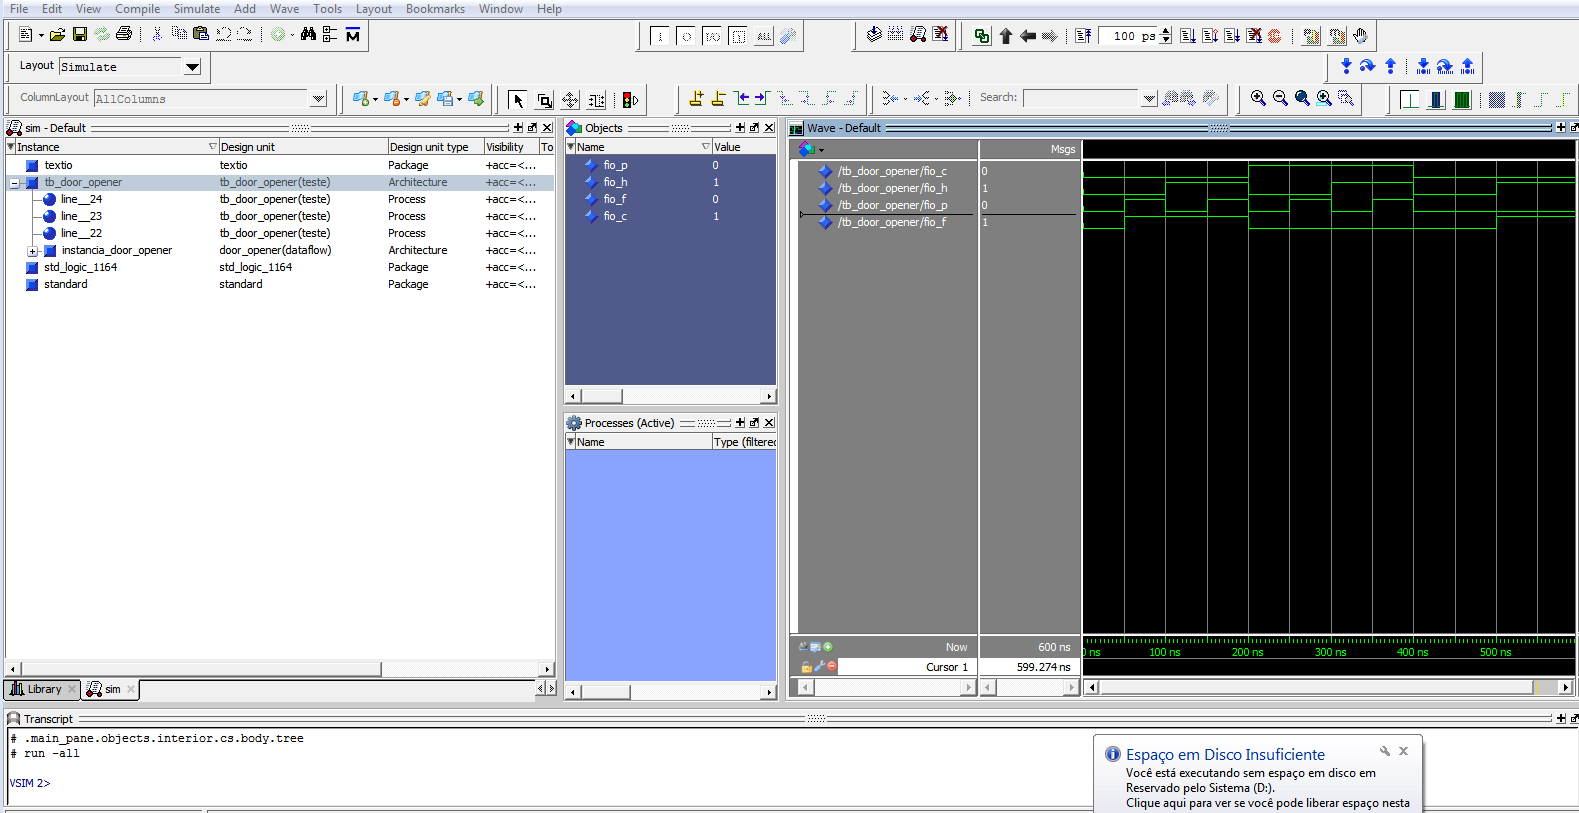 File Edit View Compile Simulate Add Wave Tools Layout Bookmarks Window Help
100 ps
Layout Simulate
ColumnLayout AllColumns
Search:
sim - Default
Instance Design unit Design unit type Visibility To
textio textio Package +acc=<...
tb_door_opener tb_door_opener(teste) Architecture +acc=<...
line__24 tb_door_opener(teste) Process +acc=<...
line__23 tb_door_opener(teste) Process +acc=<...
line__22 tb_door_opener(teste) Process +acc=<...
instancia_door_opener door_opener(dataflow) Architecture +acc=<...
std_logic_1164 std_logic_1164 Package +acc=<...
standard standard Package +acc=<...
Library sim
Objects
Name Value
fio_p 0
fio_h 1
fio_f 0
fio_c 1
Processes (Active)
Name Type (filtered
Wave - Default
Msgs
/tb_door_opener/fio_c 0
/tb_door_opener/fio_h 1
/tb_door_opener/fio_p 0
/tb_door_opener/fio_f 1
Now 600 ns
Cursor 1 599.274 ns
ns 100 ns 200 ns 300 ns 400 ns 500 ns
Transcript
# .main_pane.objects.interior.cs.body.tree
# run -all
VSIM 2>
Espaço em Disco Insuficiente
Você está executando sem espaço em disco em
Reservado pelo Sistema (D:).
Clique aqui para ver se você pode liberar espaço nesta